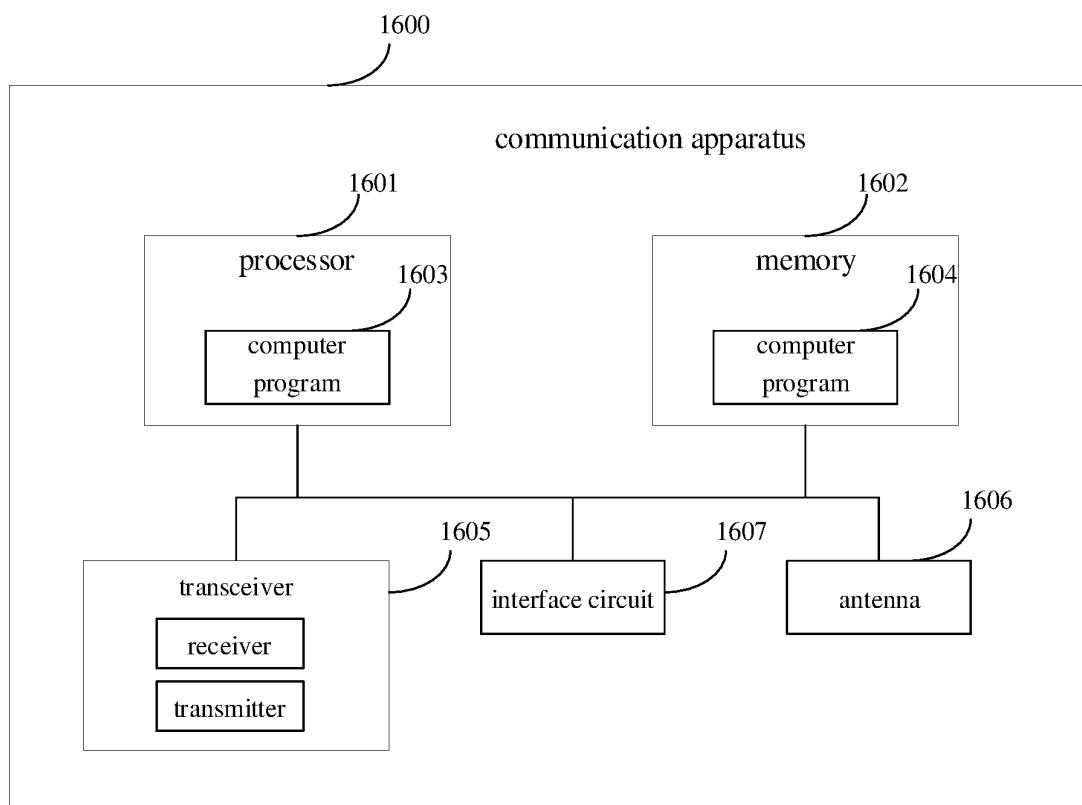 1600
communication apparatus
1601
1602
processor
memory
1603
1604
computer
program
computer
program
1605
1607
1606
transceiver
interface circuit
antenna
receiver
transmitter